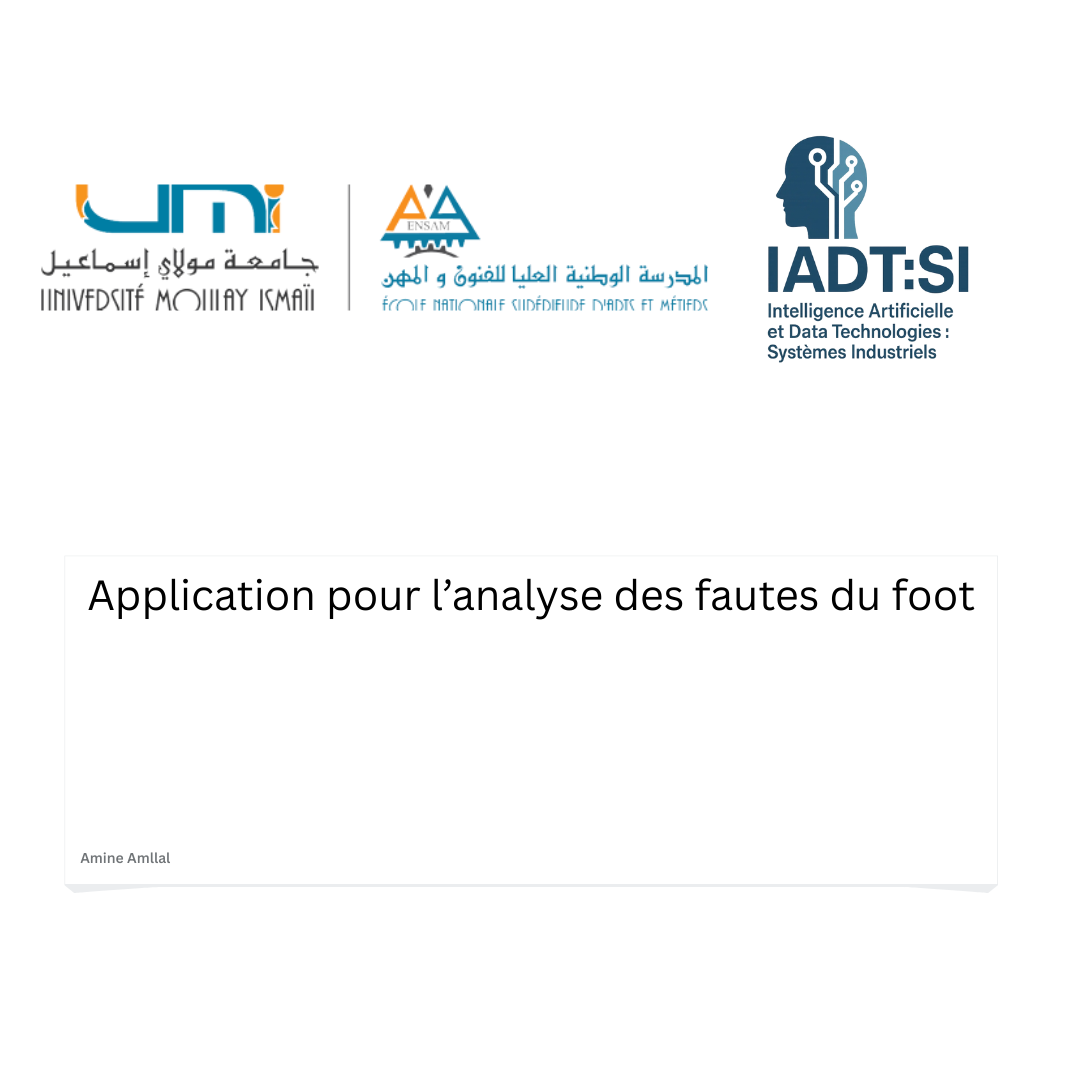 umi
جامعة مولاي إسماعيل
UNIVERSITÉ MOULAY ISMAÏL
ENSAM
المدرسة الوطنية العليا للفنون و المهن
ÉCOLE NATIONALE SUPÉRIEURE D'ARTS ET MÉTIERS
IADT:SI
Intelligence Artificielle
et Data Technologies :
Systèmes Industriels
Application pour l’analyse des fautes du foot
Amine Amllal